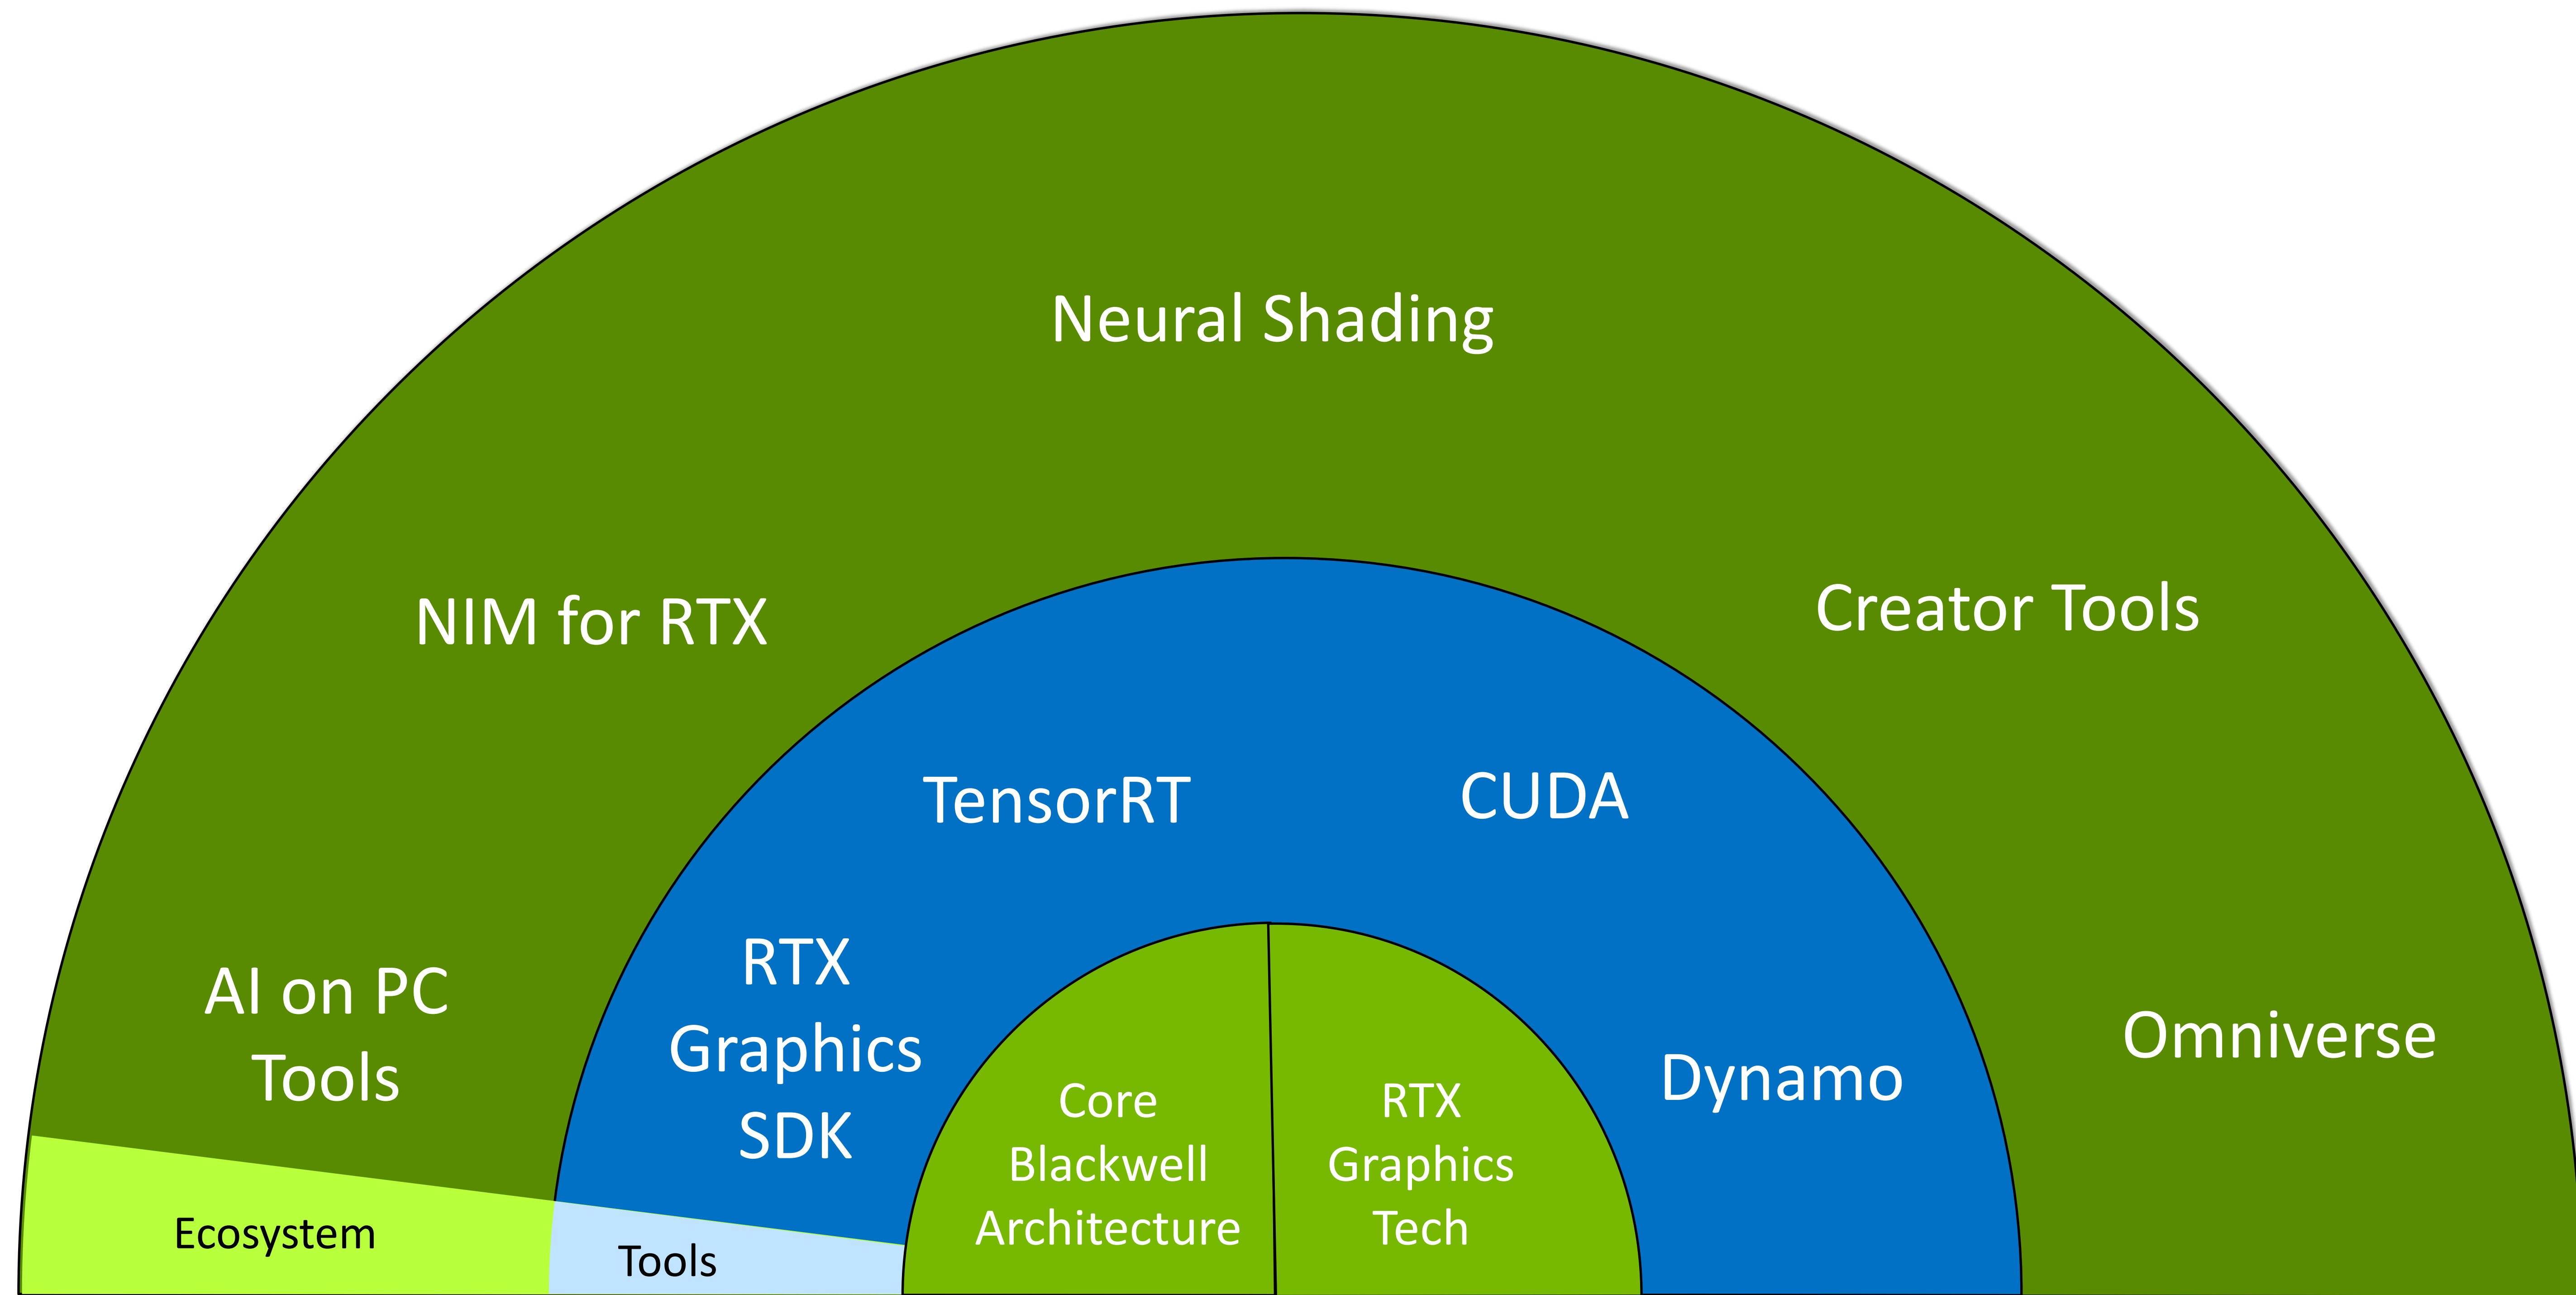 Neural Shading
NIM for RTX
Creator Tools
AI on PC
Tools
Omniverse
Ecosystem
TensorRT
CUDA
RTX
Graphics
SDK
Dynamo
Tools
Core
Blackwell
Architecture
RTX
Graphics
Tech